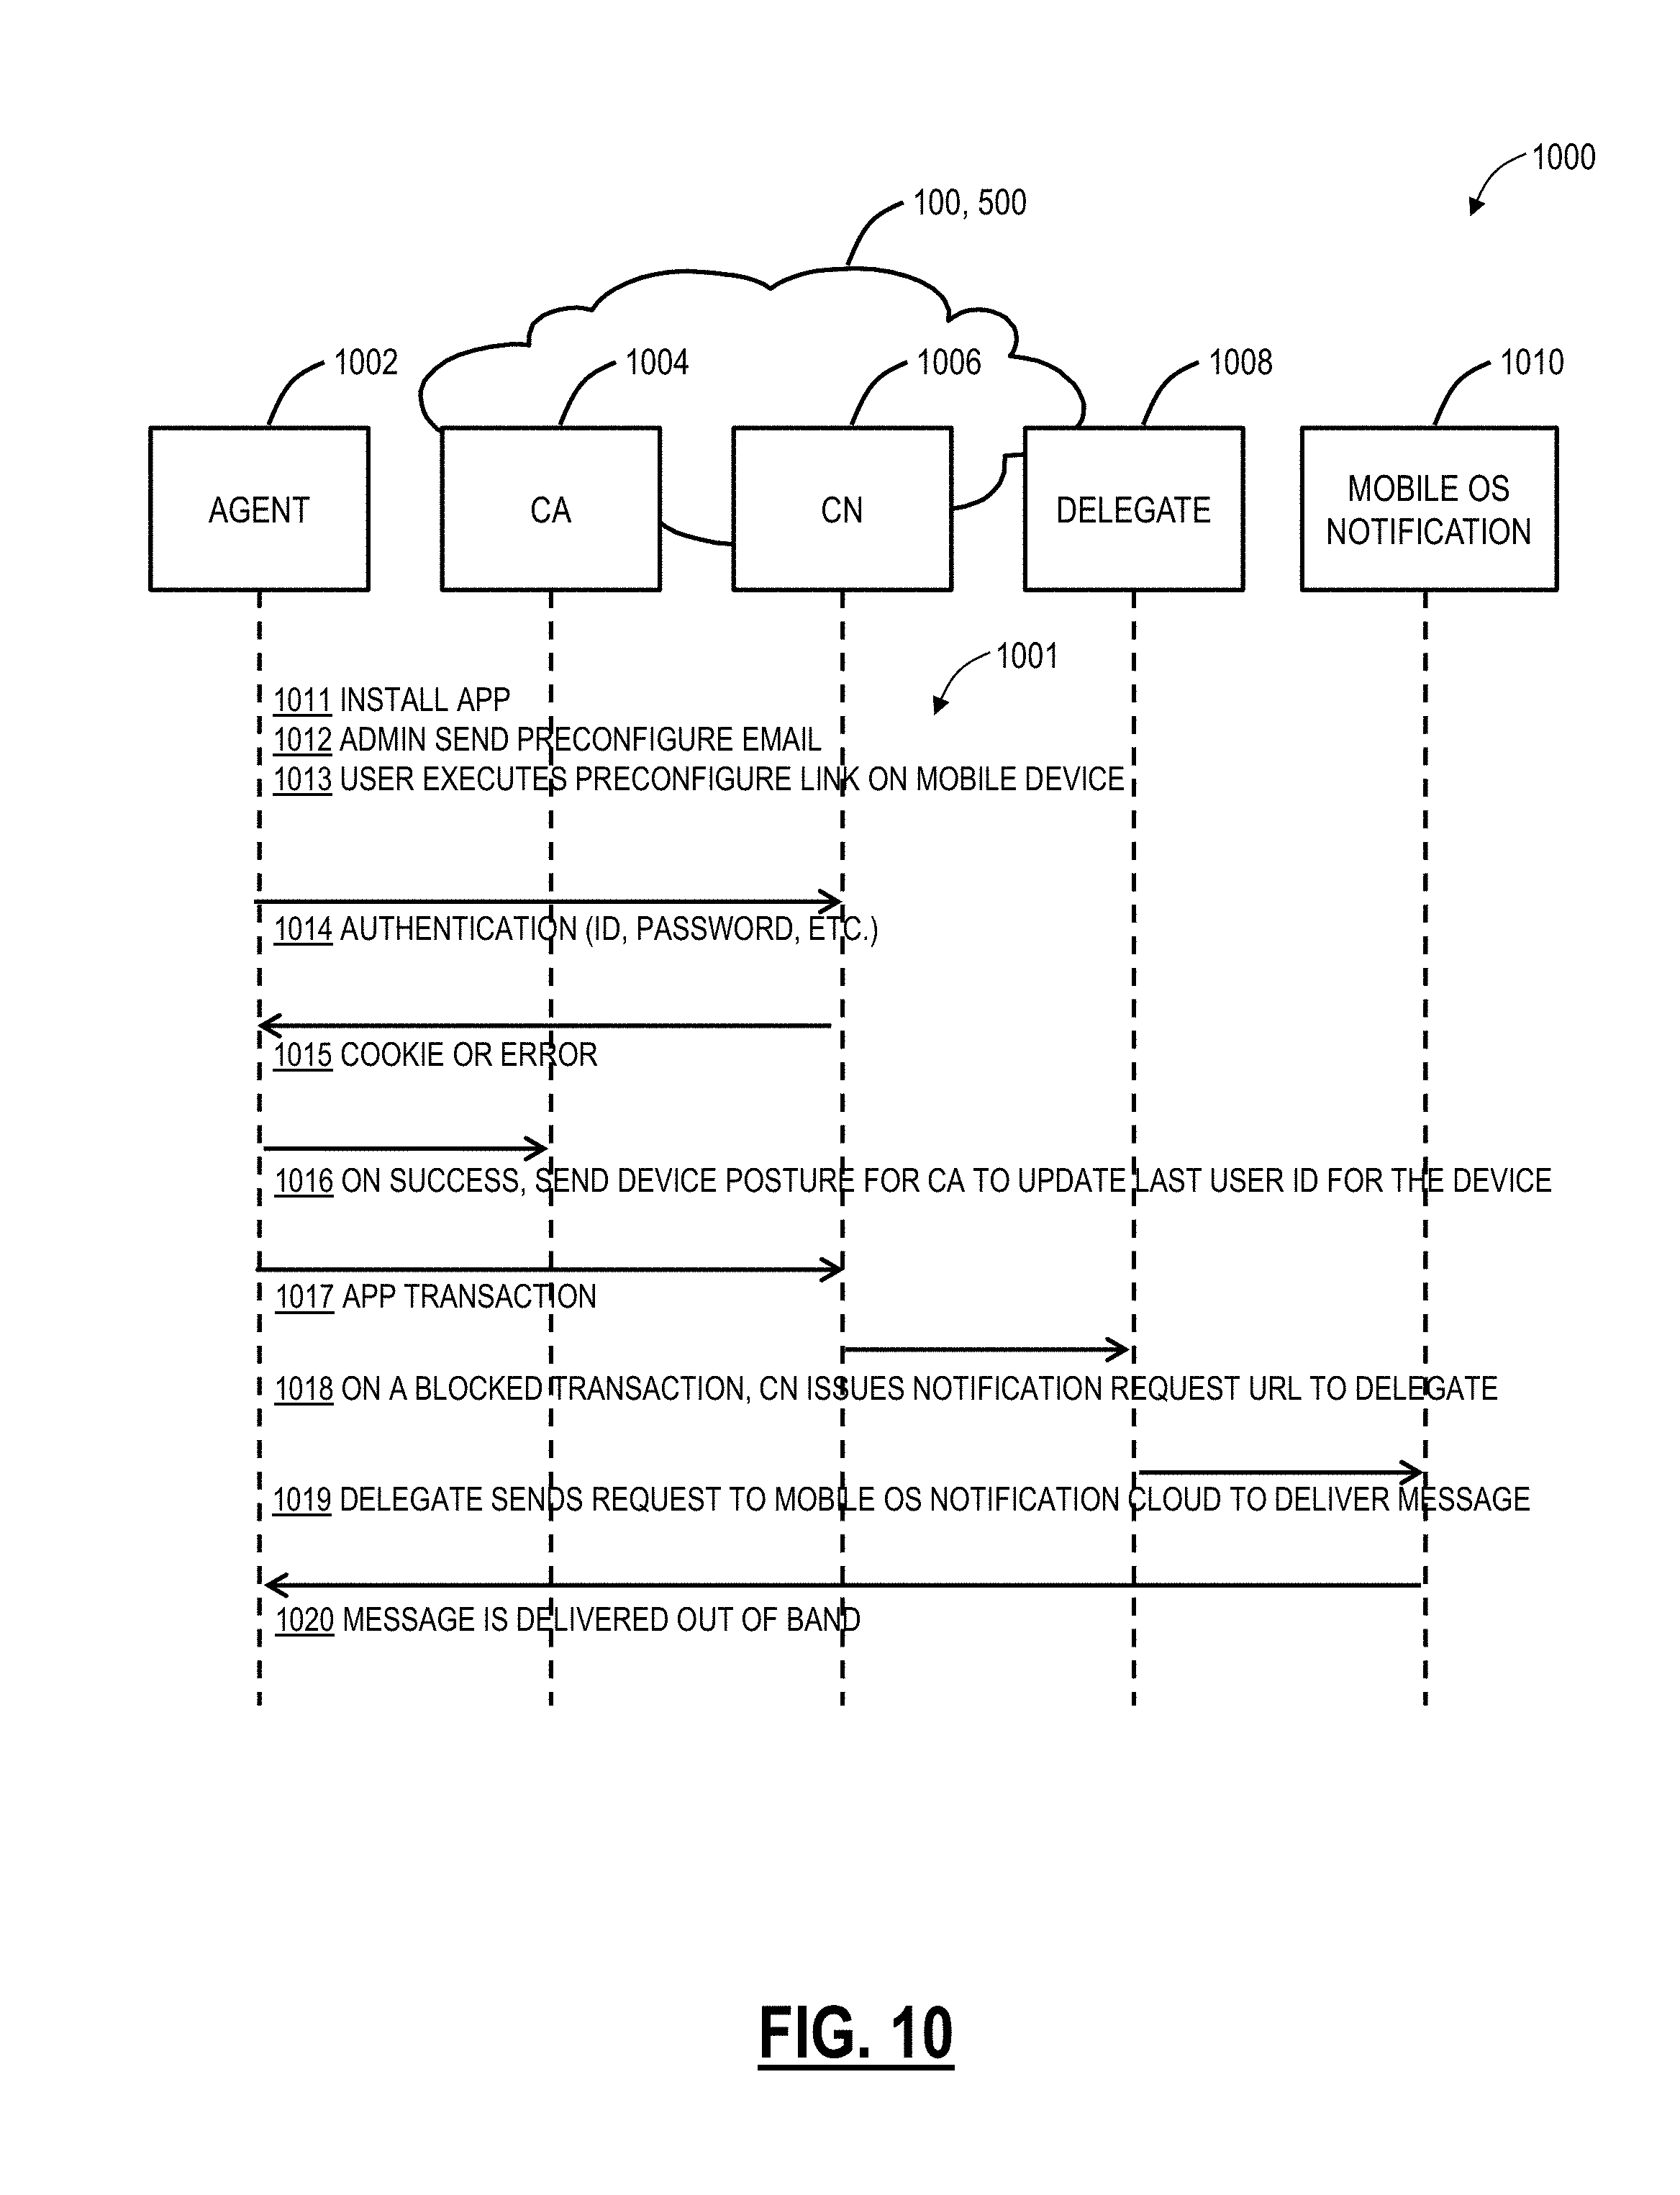 1000
100, 500
1002
1004
1006
1008
1010
AGENT
CA
CN
DELEGATE
MOBILE OS
NOTIFICATION
1001
1011 INSTALL APP
1012 ADMIN SEND PRECONFIGURE EMAIL
1013 USER EXECUTES PRECONFIGURE LINK ON MOBILE DEVICE
1014 AUTHENTICATION (ID, PASSWORD, ETC.)
1015 COOKIE OR ERROR
1016 ON SUCCESS, SEND DEVICE POSTURE FOR CA TO UPDATE LAST USER ID FOR THE DEVICE
1017 APP TRANSACTION
1018 ON A BLOCKED TRANSACTION, CN ISSUES NOTIFICATION REQUEST URL TO DELEGATE
1019 DELEGATE SENDS REQUEST TO MOBILE OS NOTIFICATION CLOUD TO DELIVER MESSAGE
1020 MESSAGE IS DELIVERED OUT OF BAND
FIG. 10